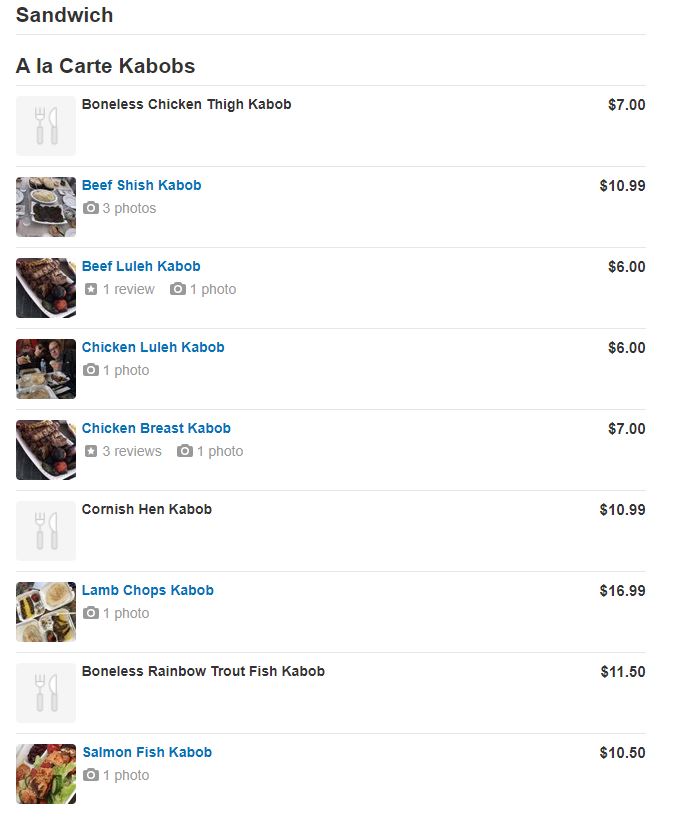 Sandwich
A la Carte Kabobs
Boneless Chicken Thigh Kabob $7.00
Beef Shish Kabob $10.99
3 photos
Beef Luleh Kabob $6.00
1 review 1 photo
Chicken Luleh Kabob $6.00
1 photo
Chicken Breast Kabob $7.00
3 reviews 1 photo
Cornish Hen Kabob $10.99
Lamb Chops Kabob $16.99
1 photo
Boneless Rainbow Trout Fish Kabob $11.50
Salmon Fish Kabob $10.50
1 photo